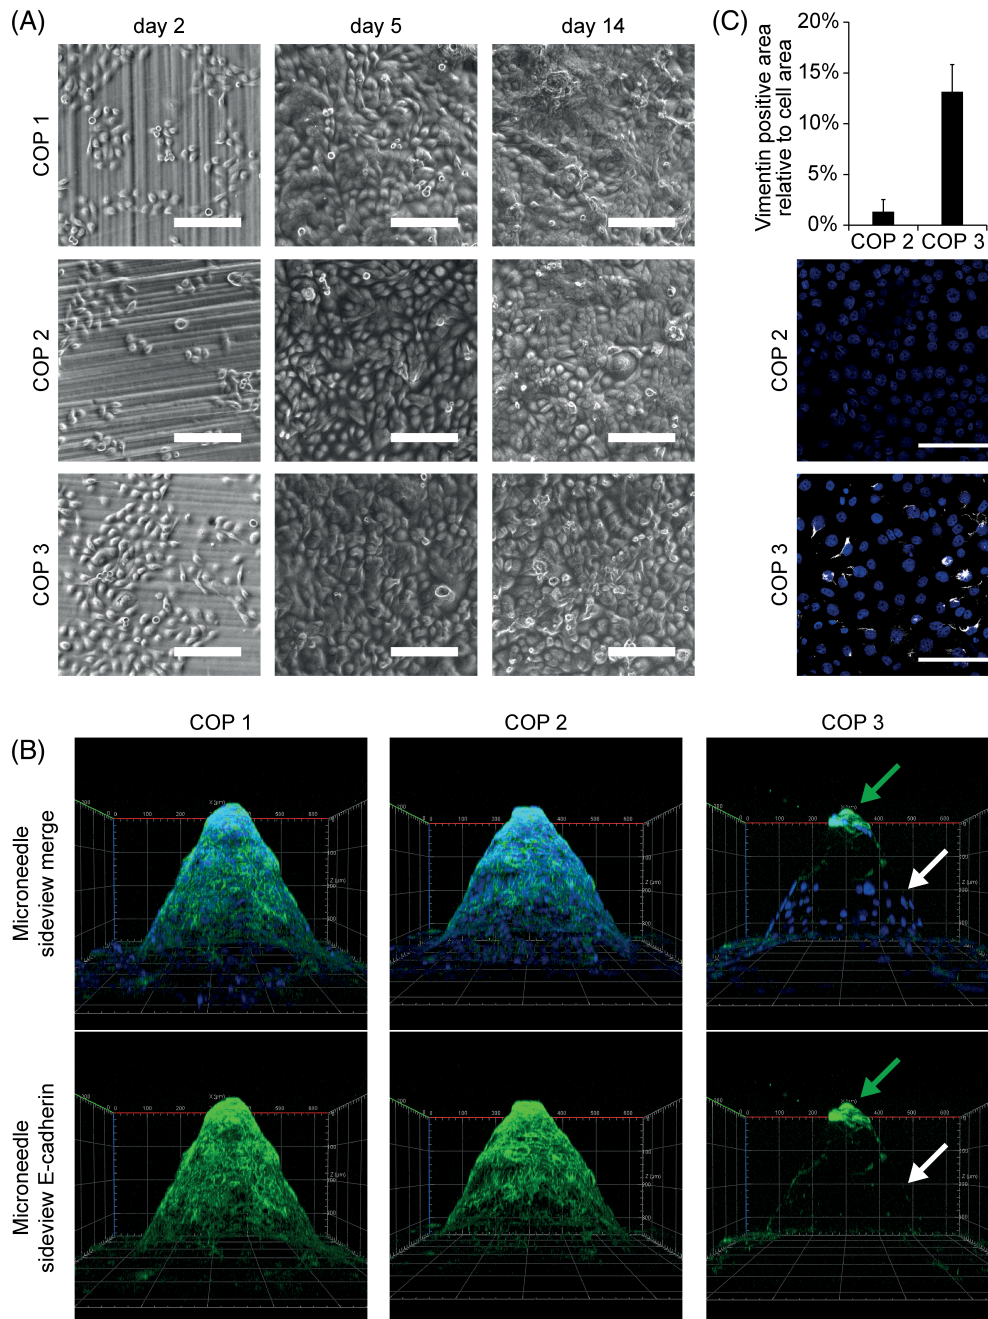 (A)
day 2
day 5
day 14
COP 1
COP 2
COP 3
(C)
Vimentin positive area
relative to cell area
20%
15%
10%
5%
0%
COP 2
COP 3
COP 2
COP 3
(B)
COP 1
COP 2
COP 3
Microneedle
sideview merge
Microneedle
sideview E-cadherin